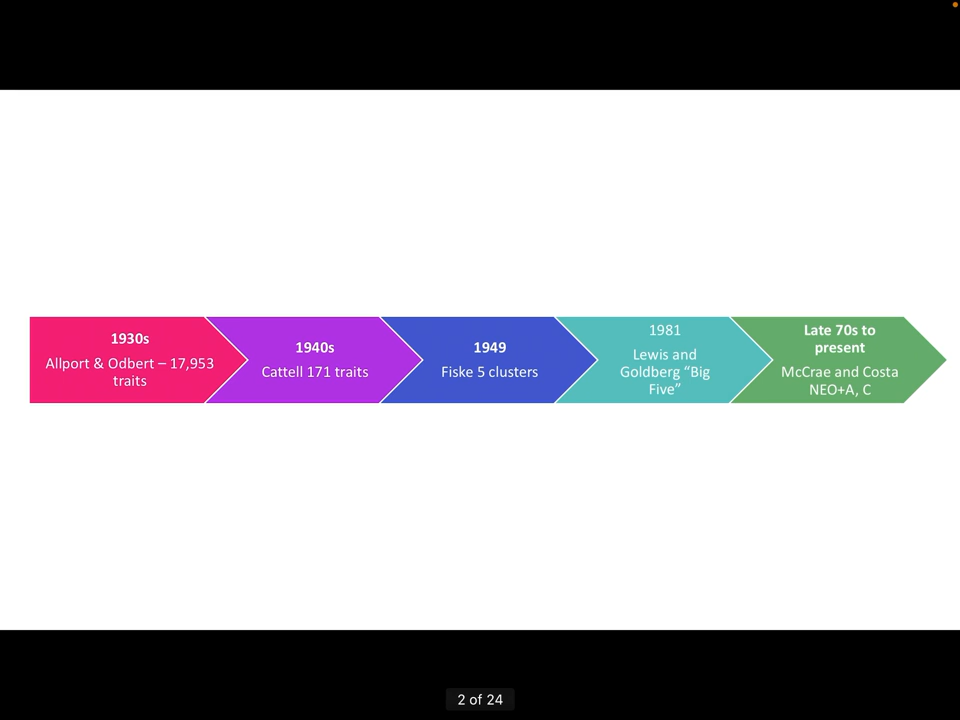 1930s
Allport & Odbert – 17,953
traits
1940s
Cattell 171 traits
1949
Fiske 5 clusters
1981
Lewis and
Goldberg “Big
Five”
Late 70s to
present
McCrae and Costa
NEO+A, C
2 of 24